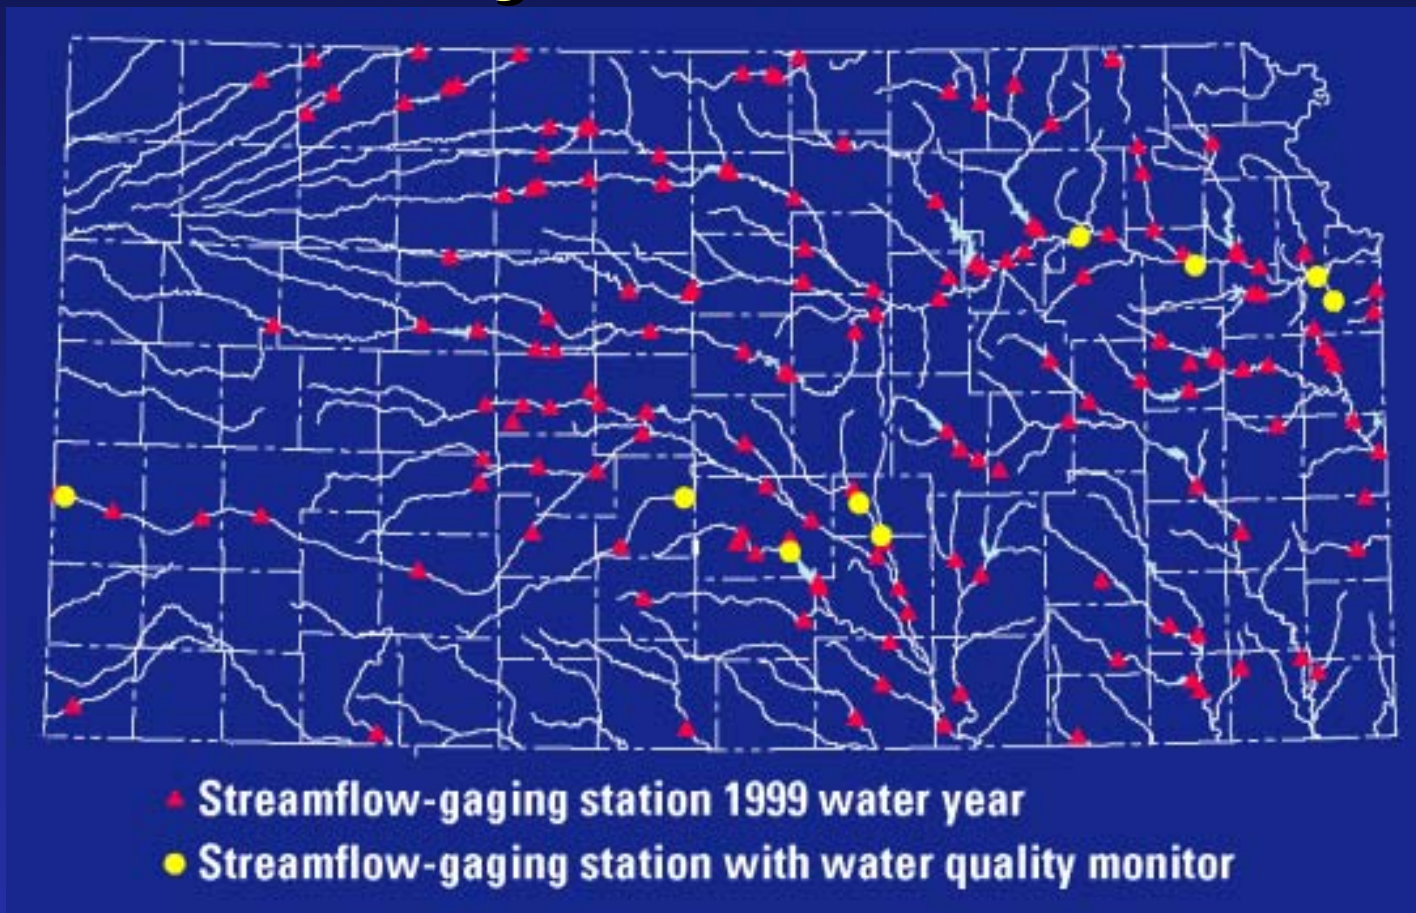 Streamflow-gaging station 1999 water year
Streamflow-gaging station with water quality monitor